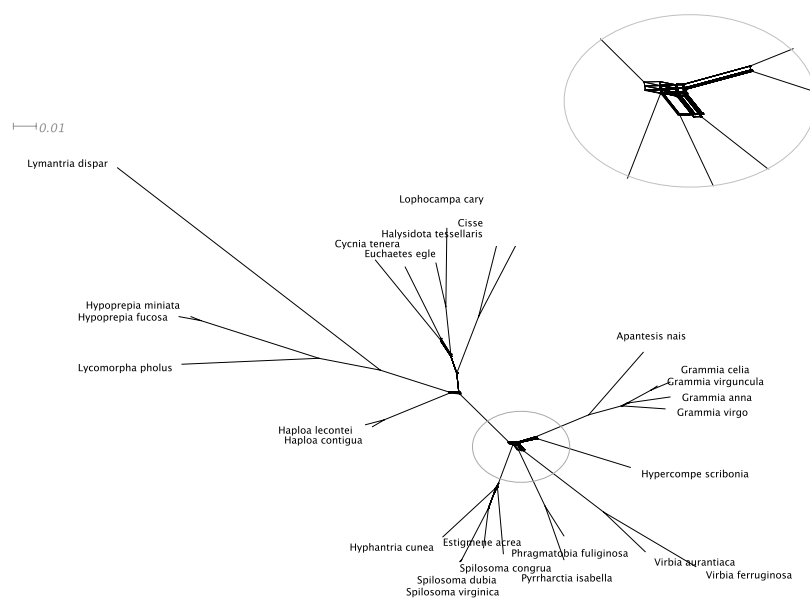 0.01
Lymantria dispar
Lophocampa cary
Cisse
Halysidota tessellaris
Cycnia tenera
Euchaetes egle
Hypoprepia miniata
Hypoprepia fucosa
Apantesis nais
Lycomorpha pholus
Grammia celia
Grammia virguncula
Grammia anna
Grammia virgo
Haploa lecontei
Haploa contigua
Hypercompe scribonia
Hyphantria cunea
Estigmene acrea
Phragmatobia fuliginosa
Virbia aurantiaca
Spilosoma congrua
Virbia ferruginosa
Spilosoma dubia
Pyrrharctia isabella
Spilosoma virginica